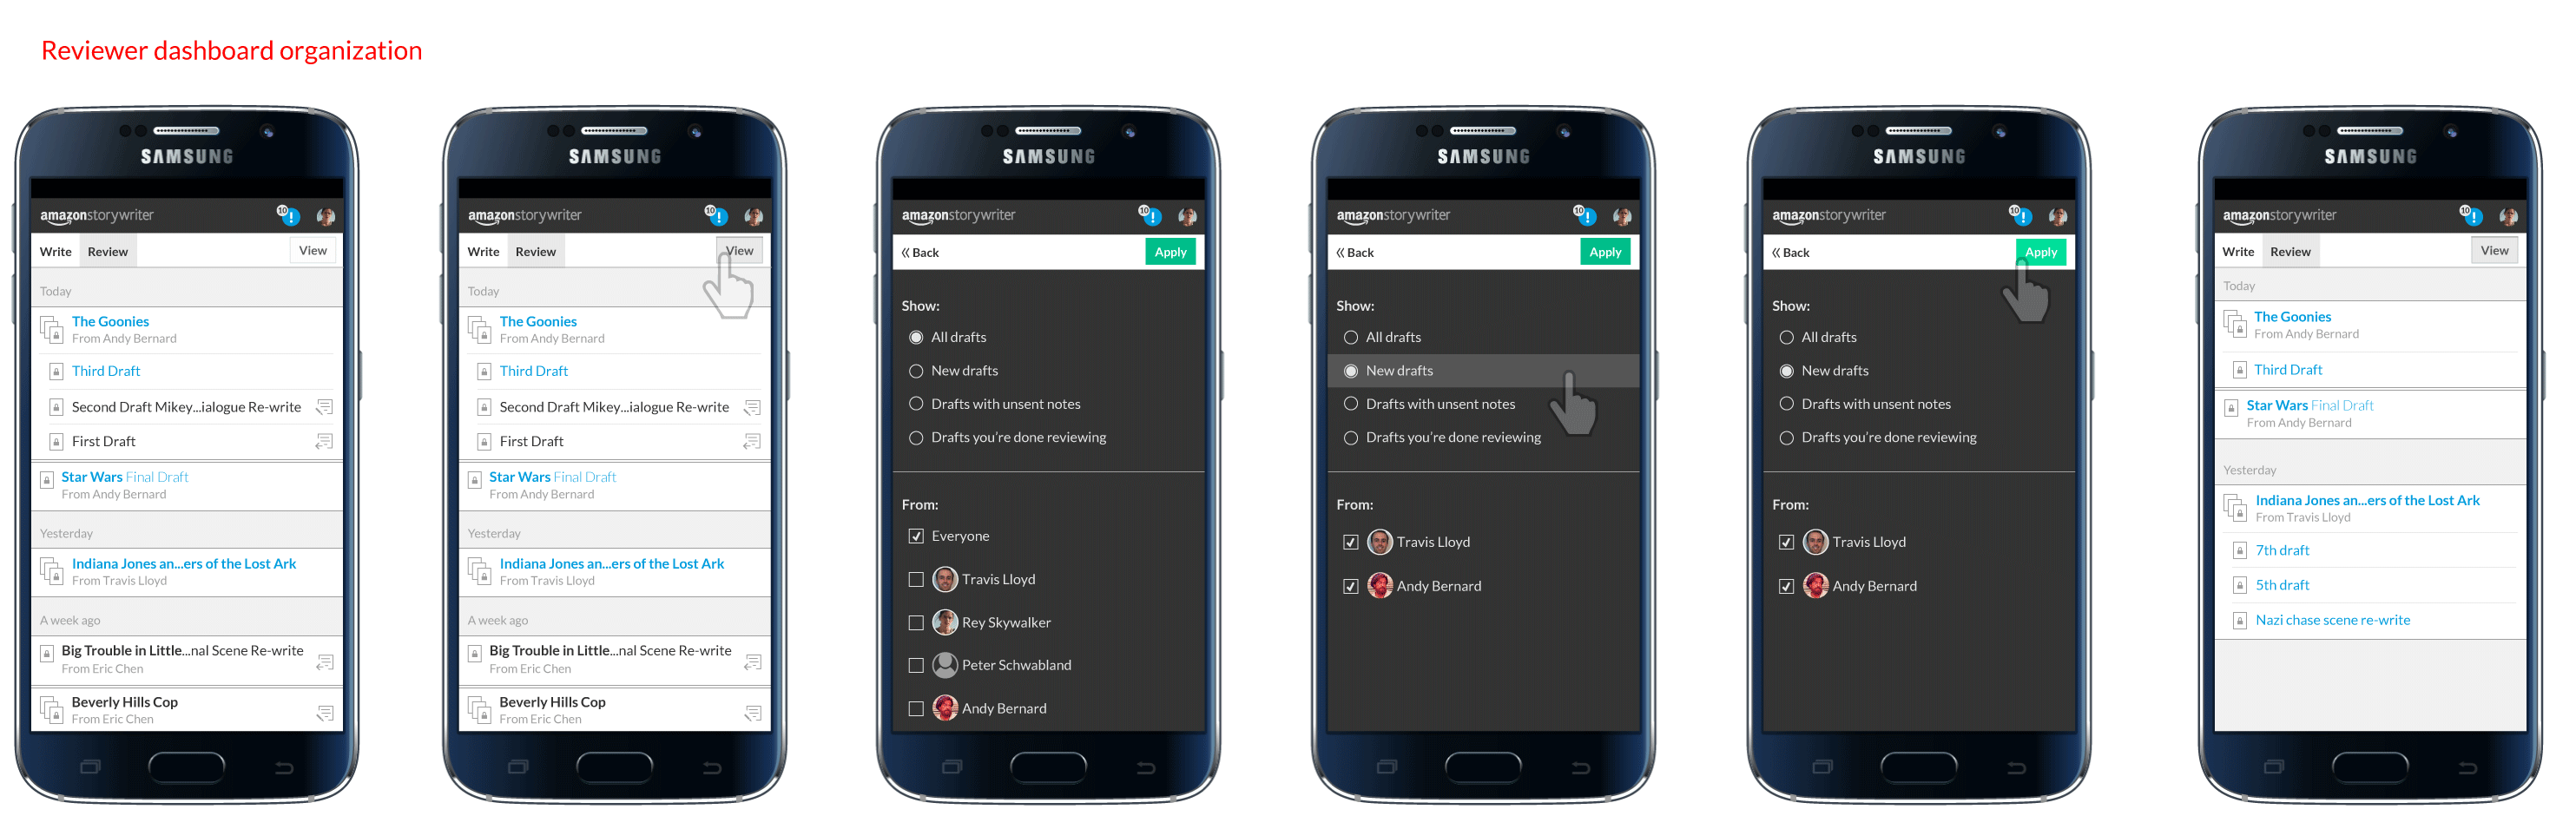 Reviewer dashboard organization
SAMSUNG
amazonstorywriter
10
!
Write
Review
View
Today
The Goonies
From Andy Bernard
Third Draft
Second Draft Mikey...ialogue Re-write
First Draft
Star Wars Final Draft
From Andy Bernard
Yesterday
Indiana Jones an...ers of the Lost Ark
From Travis Lloyd
A week ago
Big Trouble in Little...nal Scene Re-write
From Eric Chen
Beverly Hills Cop
From Eric Chen
SAMSUNG
amazonstorywriter
10
!
Write
Review
View
Today
The Goonies
From Andy Bernard
Third Draft
Second Draft Mikey...ialogue Re-write
First Draft
Star Wars Final Draft
From Andy Bernard
Yesterday
Indiana Jones an...ers of the Lost Ark
From Travis Lloyd
A week ago
Big Trouble in Little...nal Scene Re-write
From Eric Chen
Beverly Hills Cop
From Eric Chen
SAMSUNG
amazonstorywriter
10
!
Back
Apply
Show:
All drafts
New drafts
Drafts with unsent notes
Drafts you're done reviewing
From:
Everyone
Travis Lloyd
Rey Skywalker
Peter Schwabland
Andy Bernard
SAMSUNG
amazonstorywriter
10
!
Back
Apply
Show:
All drafts
New drafts
Drafts with unsent notes
Drafts you're done reviewing
From:
Travis Lloyd
Andy Bernard
SAMSUNG
amazonstorywriter
10
!
Back
Apply
Show:
All drafts
New drafts
Drafts with unsent notes
Drafts you're done reviewing
From:
Travis Lloyd
Andy Bernard
SAMSUNG
amazonstorywriter
10
!
Write
Review
View
Today
The Goonies
From Andy Bernard
Third Draft
Star Wars Final Draft
From Andy Bernard
Yesterday
Indiana Jones an...ers of the Lost Ark
From Travis Lloyd
7th draft
5th draft
Nazi chase scene re-write